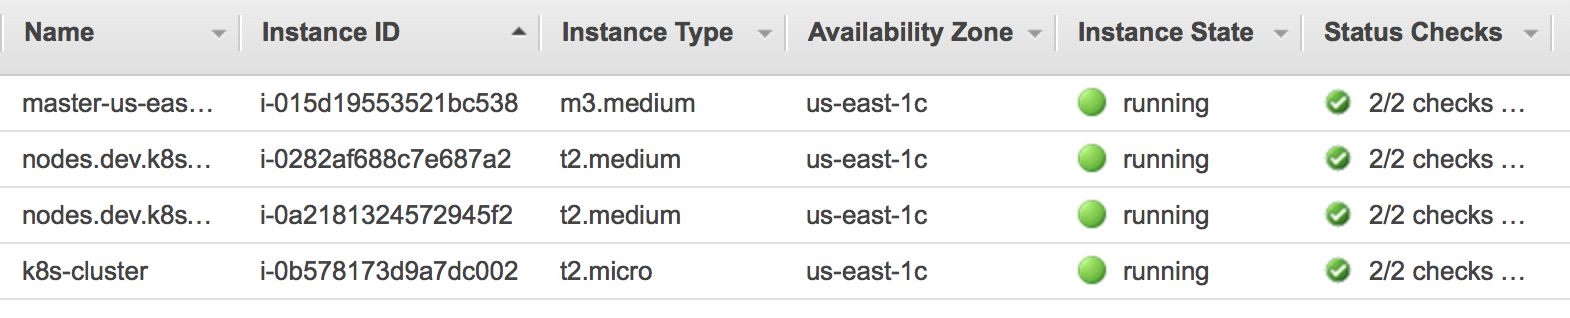 Name Instance ID Instance Type Availability Zone Instance State Status Checks
master-us-eas… i-015d19553521bc538 m3.medium us-east-1c running 2/2 checks …
nodes.dev.k8s… i-0282af688c7e687a2 t2.medium us-east-1c running 2/2 checks …
nodes.dev.k8s… i-0a2181324572945f2 t2.medium us-east-1c running 2/2 checks …
k8s-cluster i-0b578173d9a7dc002 t2.micro us-east-1c running 2/2 checks …